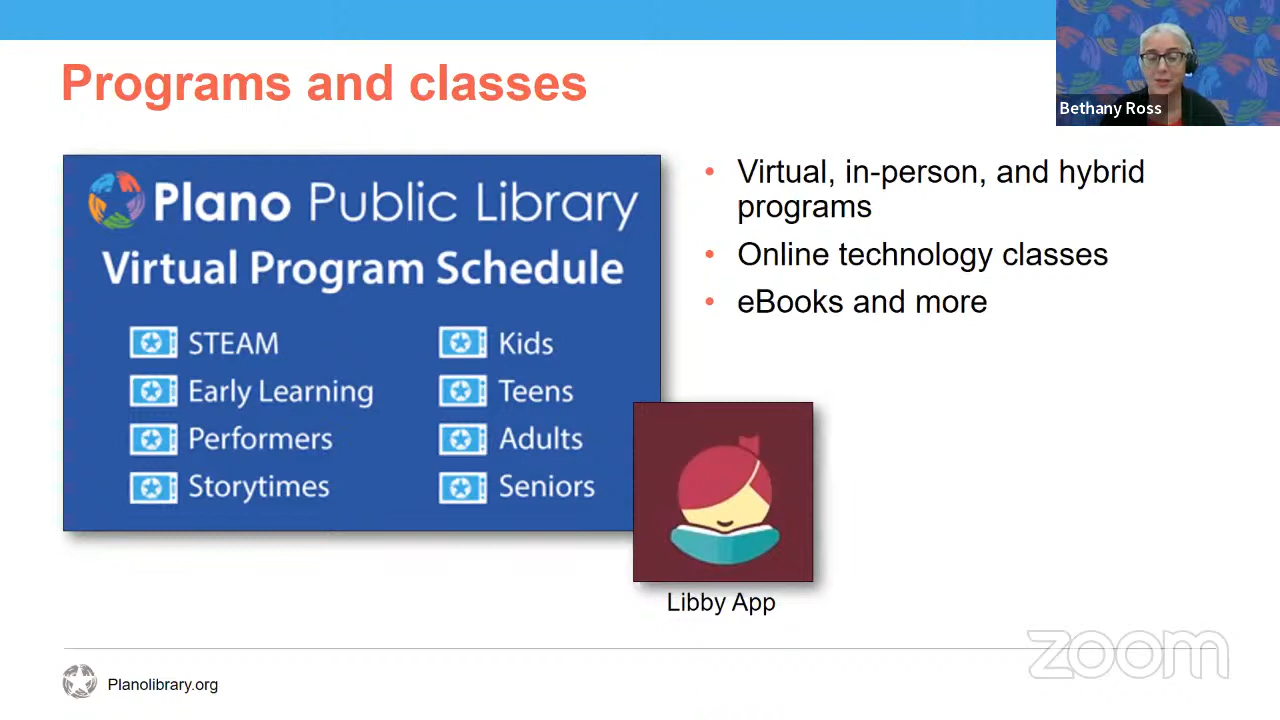 Programs and classes
Bethany Ross
Plano Public Library
Virtual Program Schedule
STEAM
Early Learning
Performers
Storytimes
Kids
Teens
Adults
Seniors
Virtual, in-person, and hybrid
programs
Online technology classes
eBooks and more
Libby App
zoom
Planolibrary.org